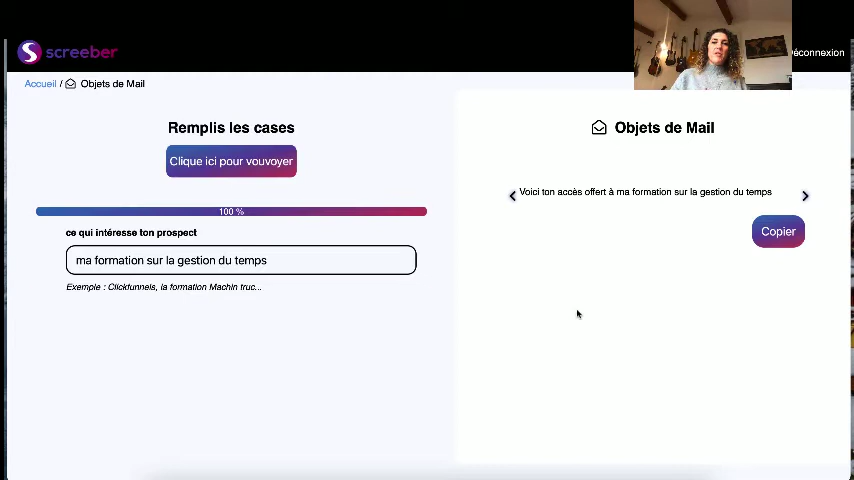 screeber
éconnexion
Accueil / Objets de Mail
Remplis les cases
Clique ici pour vouvoyer
100 %
ce qui intéresse ton prospect
ma formation sur la gestion du temps
Exemple : Clickfunnels, la formation Machin truc...
Objets de Mail
Voici ton accès offert à ma formation sur la gestion du temps
Copier